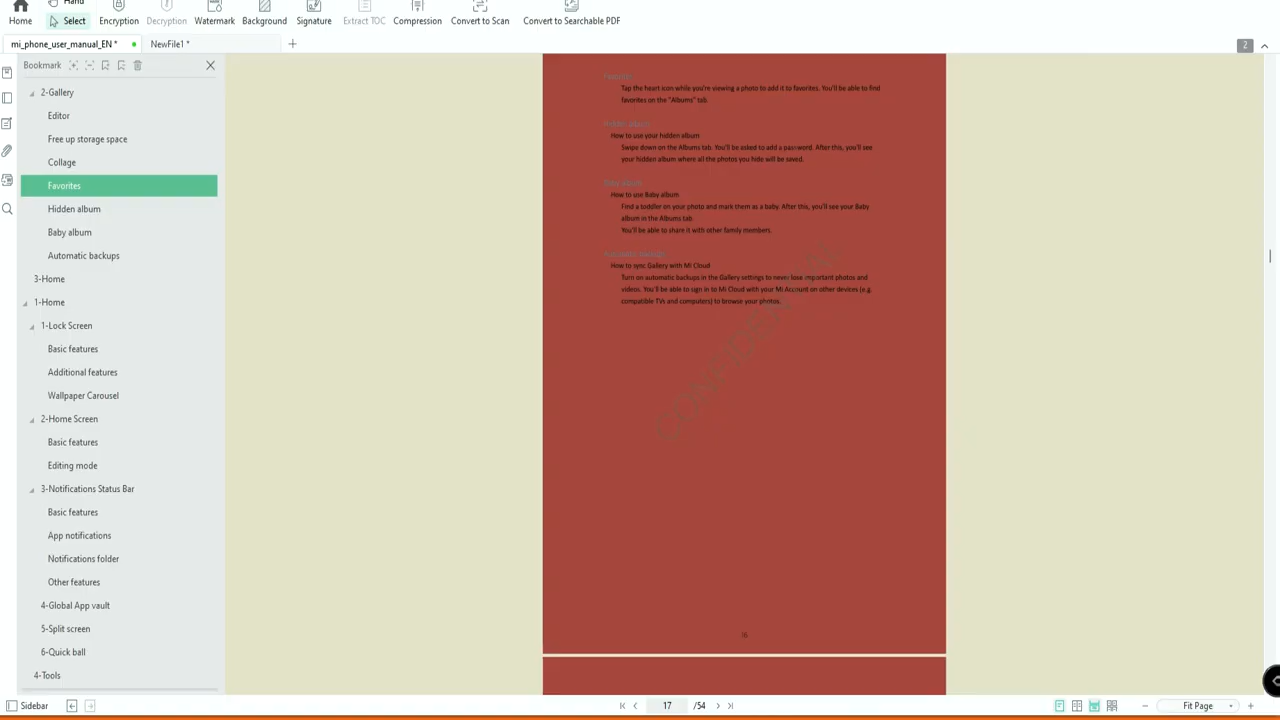 Hand
Home
Select
Encryption
Decryption
Watermark
Background
Signature
Extract TOC
Compression
Convert to Scan
Convert to Searchable PDF
mi_phone_user_manual_EN *
NewFile1 *
2
Bookmark
2-Gallery
Editor
Free up storage space
Collage
Favorites
Hidden album
Baby album
Automatic backups
3-Home
1-Home
1-Lock Screen
Basic features
Additional features
Wallpaper Carousel
2-Home Screen
Basic features
Editing mode
3-Notifications Status Bar
Basic features
App notifications
Notifications folder
Other features
4-Global App vault
5-Split screen
6-Quick ball
4-Tools
Favorites
Tap the heart icon while you're viewing a photo to add it to favorites. You'll be able to find
favorites on the "Albums" tab.
Hidden album
How to use your hidden album
Swipe down on the Albums tab. You'll be asked to add a password. After this, you'll see
your hidden album where all the photos you hide will be saved.
Baby album
How to use Baby album
Find a toddler on your photo and mark them as a baby. After this, you'll see your Baby
album in the Albums tab.
You'll be able to share it with other family members.
Automatic backups
How to sync Gallery with Mi Cloud
Turn on automatic backups in the Gallery settings to never lose important photos and
videos. You'll be able to sign in to Mi Cloud with your Mi Account on other devices (e.g.
compatible TVs and computers) to browse your photos.
CONFIDENTIAL
16
Sidebar
17
/54
Fit Page